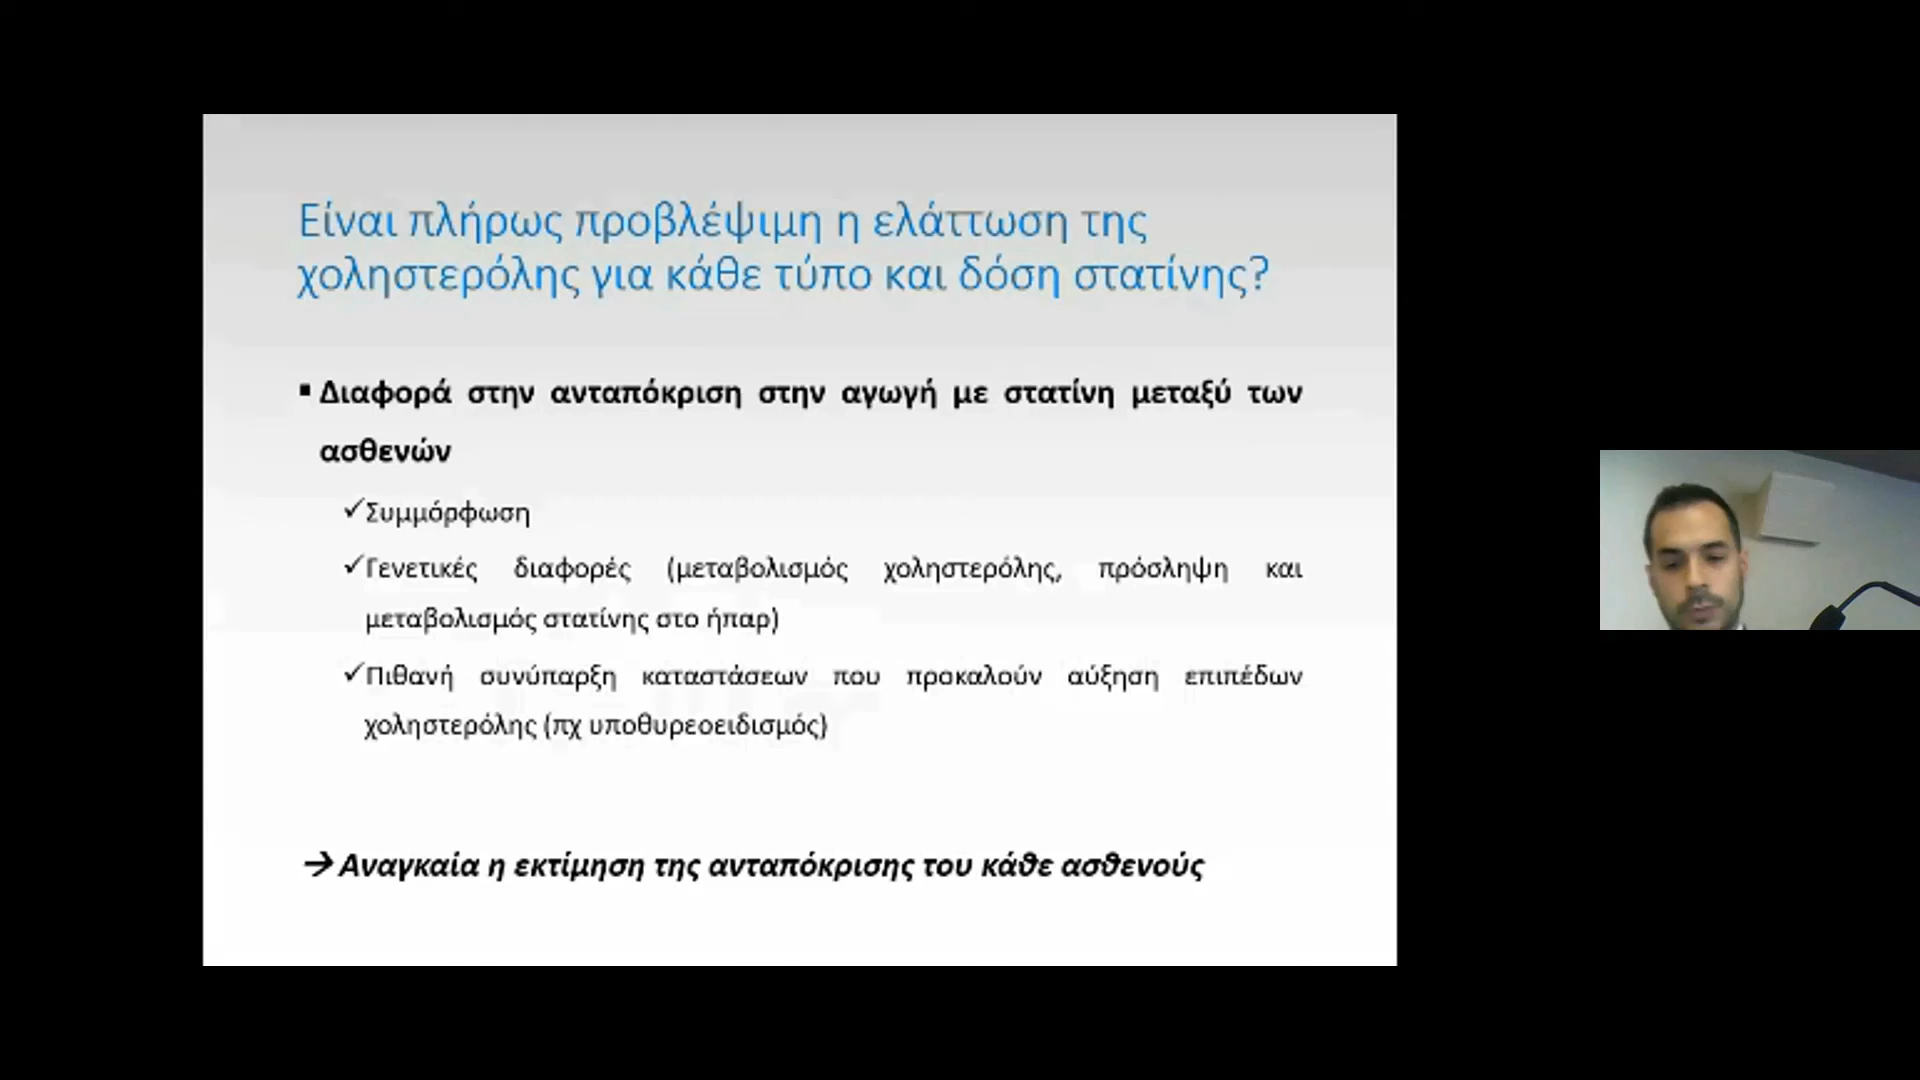 Είναι πλήρως προβλέψιμη η ελάττωση της
χοληστερόλης για κάθε τύπο και δόση στατίνης?
▪ Διαφορά στην ανταπόκριση στην αγωγή με στατίνη μεταξύ των
ασθενών
✓Συμμόρφωση
✓Γενετικές διαφορές (μεταβολισμός χοληστερόλης, πρόσληψη και
μεταβολισμός στατίνης στο ήπαρ)
✓Πιθανή συνύπαρξη καταστάσεων που προκαλούν αύξηση επιπέδων
χοληστερόλης (πχ υποθυρεοειδισμός)
→ Αναγκαία η εκτίμηση της ανταπόκρισης του κάθε ασθενούς